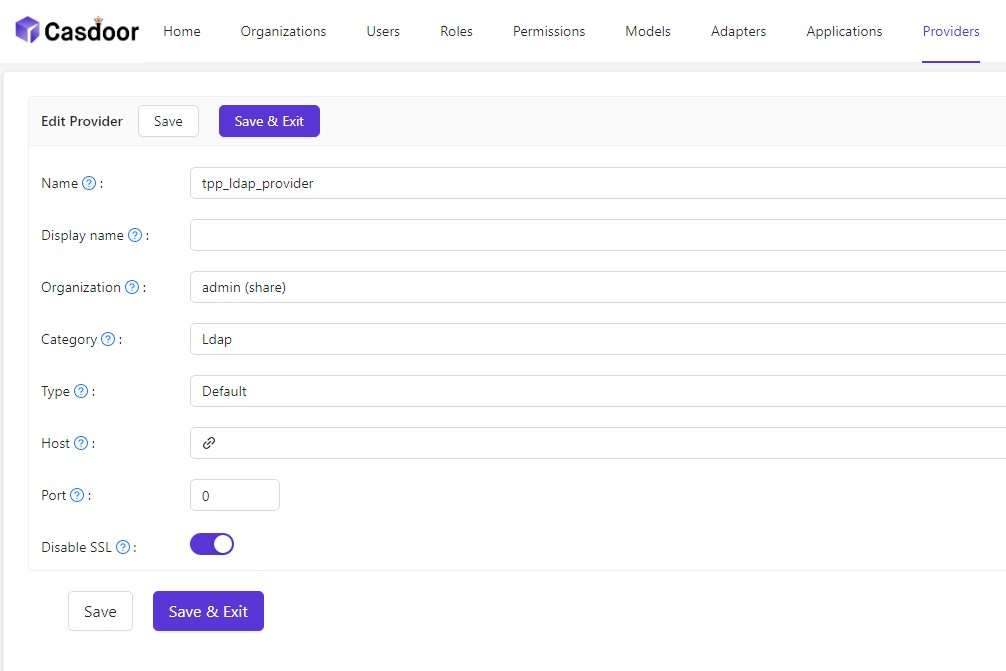 Casdoor Home Organizations Users Roles Permissions Models Adapters Applications Providers
Edit Provider Save Save & Exit
Name ? : tpp_ldap_provider
Display name ? :
Organization ? : admin (share)
Category ? : Ldap
Type ? : Default
Host ? :
Port ? : 0
Disable SSL ? :
Save Save & Exit